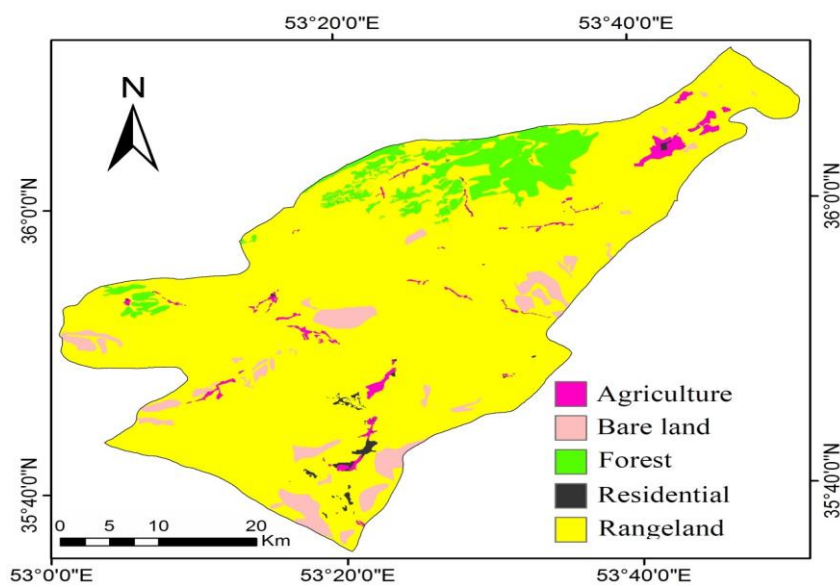 53°20'0"E 53°40'0"E
N
36°0'0"N 36°0'0"N
Agriculture
Bare land
Forest
Residential
Rangeland
35°40'0"N 35°40'0"N
0 5 10 20
Km
53°0'0"E 53°20'0"E 53°40'0"E